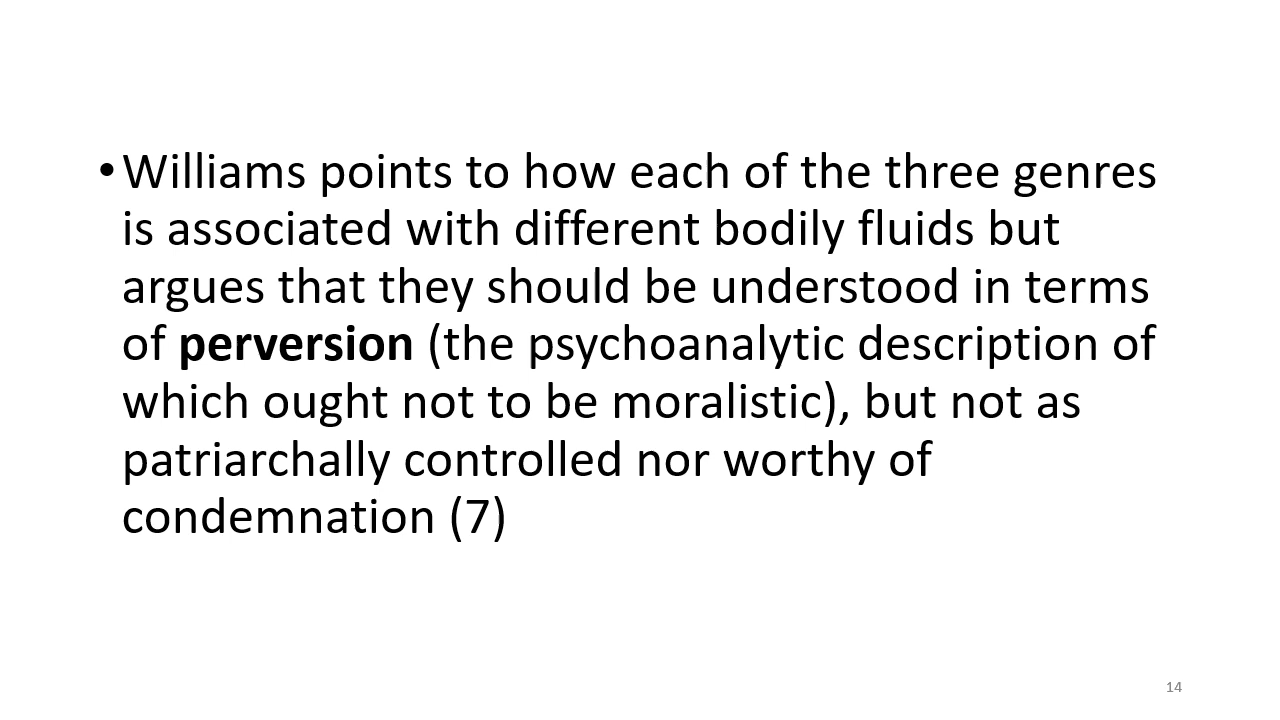 •Williams points to how each of the three genres
is associated with different bodily fluids but
argues that they should be understood in terms
of perversion (the psychoanalytic description of
which ought not to be moralistic), but not as
patriarchally controlled nor worthy of
condemnation (7)
14